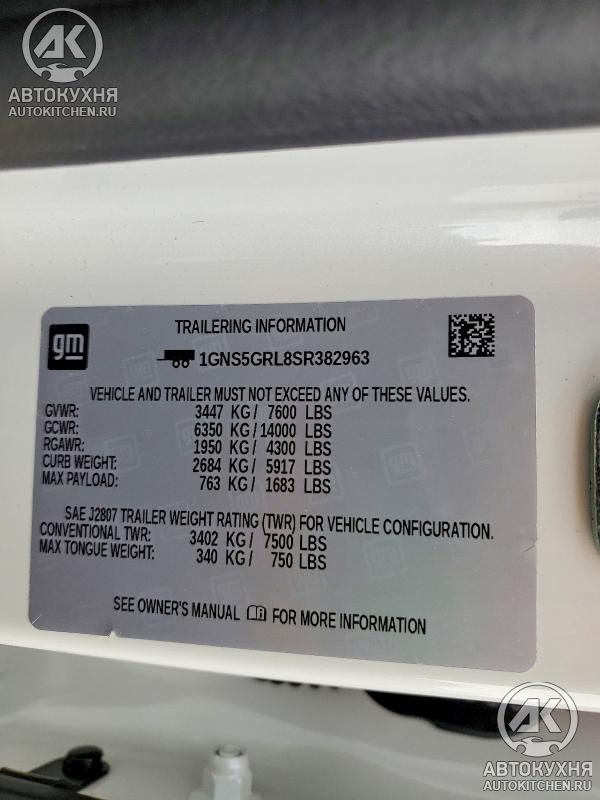 АК
АВТОКУХНЯ
AUTOKITCHEN.RU
gm
TRAILERING INFORMATION
1GNS5GRL8SR382963
VEHICLE AND TRAILER MUST NOT EXCEED ANY OF THESE VALUES.
GVWR: 3447 KG/ 7600 LBS
GCWR: 6350 KG/14000 LBS
RGAWR: 1950 KG/ 4300 LBS
CURB WEIGHT: 2684 KG/ 5917 LBS
MAX PAYLOAD: 763 KG/ 1683 LBS
SAE J2807 TRAILER WEIGHT RATING (TWR) FOR VEHICLE CONFIGURATION.
CONVENTIONAL TWR: 3402 KG/ 7500 LBS
MAX TONGUE WEIGHT: 340 KG/ 750 LBS
SEE OWNER'S MANUAL FOR MORE INFORMATION
АК
АВТОКУХНЯ
AUTOKITCHEN.RU